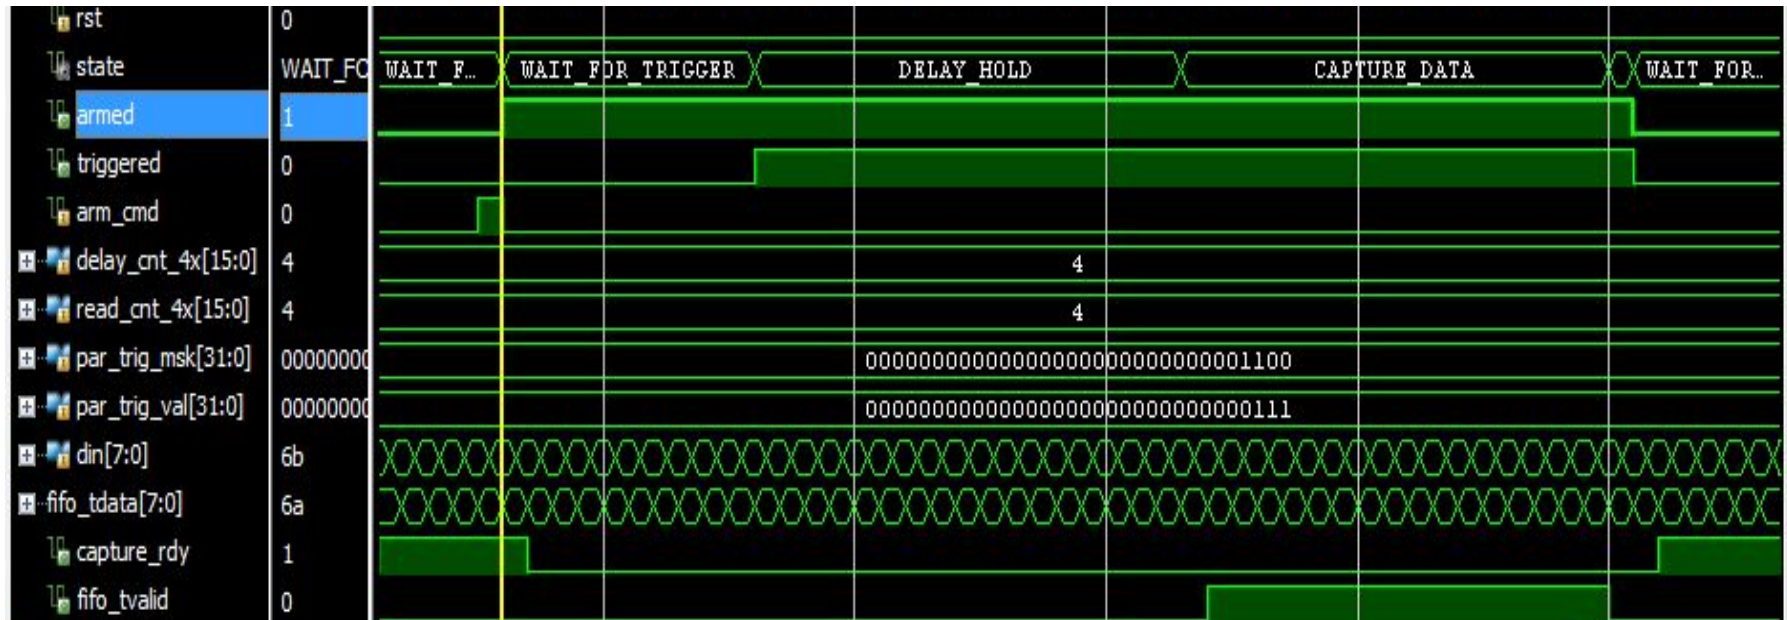 rst 0
state WAIT_FO WAIT_F… WAIT_FOR_TRIGGER DELAY_HOLD CAPTURE_DATA WAIT_FOR…
armed 1
triggered 0
arm_cmd 0
delay_cnt_4x[15:0] 4 4
read_cnt_4x[15:0] 4 4
par_trig_msk[31:0] 00000000 00000000000000000000000000001100
par_trig_val[31:0] 00000000 00000000000000000000000000000111
din[7:0] 6b
fifo_tdata[7:0] 6a
capture_rdy 1
fifo_tvalid 0